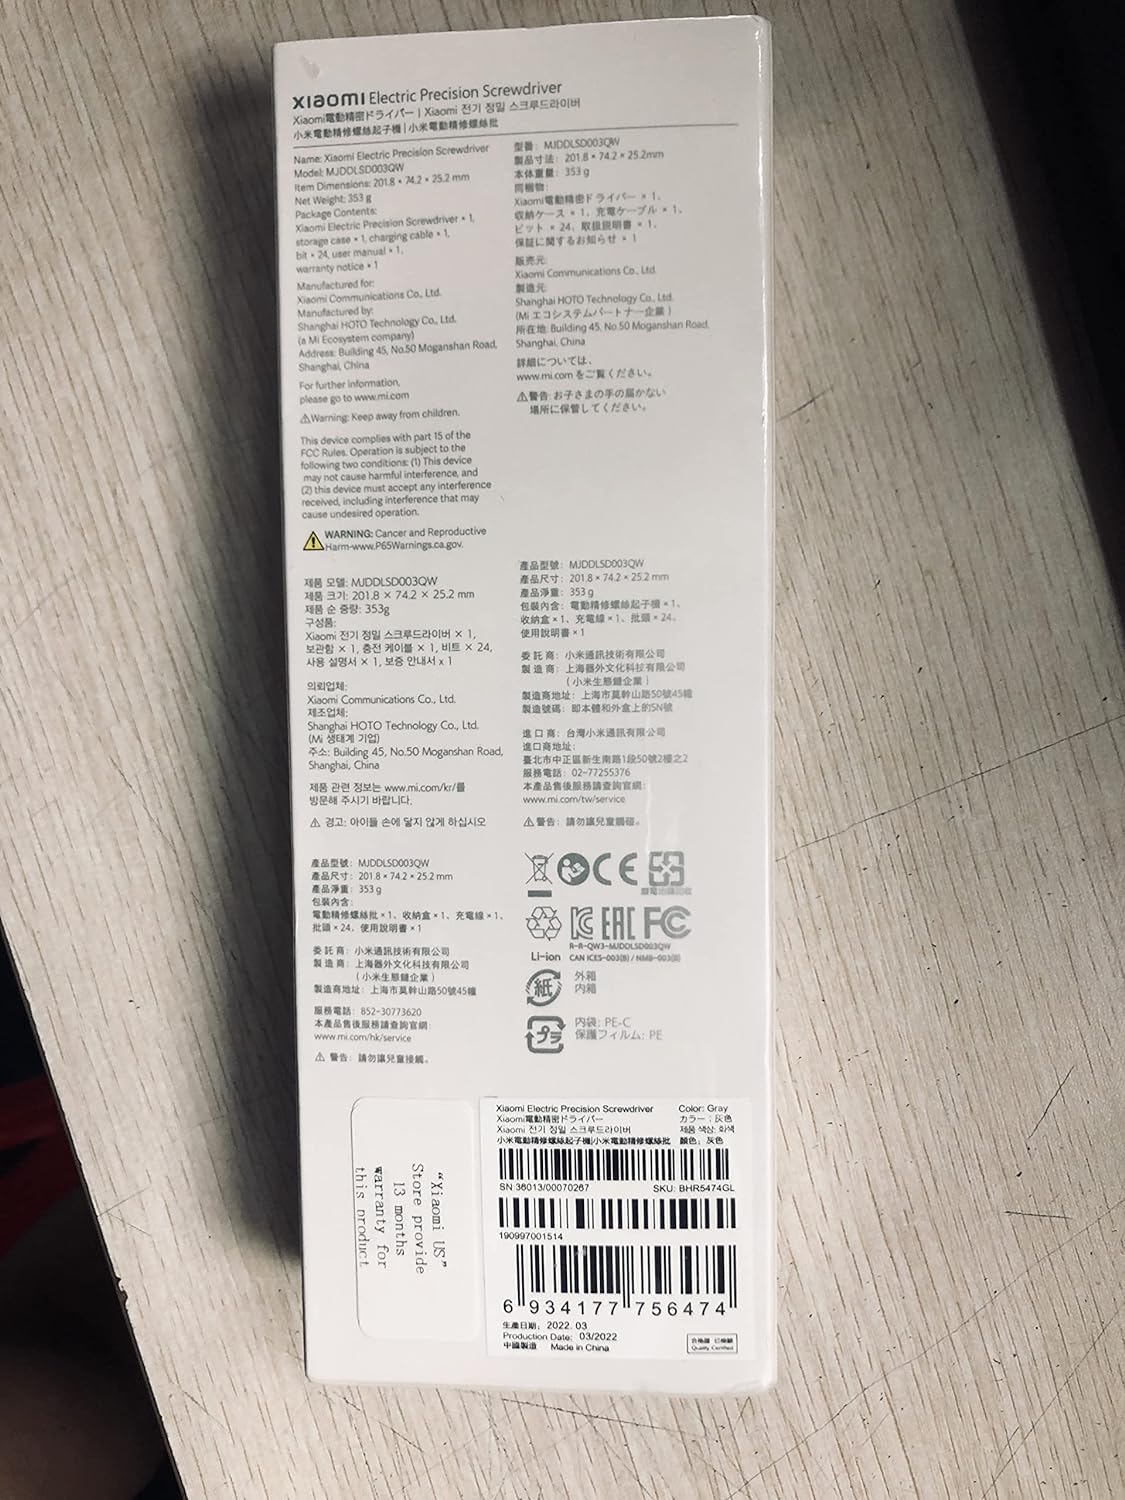 xiaomi Electric Precision Screwdriver
Xiaomi電動精密ドライバー | Xiaomi 전기 정밀 스크루드라이버
小米電動精修螺絲起子機 | 小米電動精修螺絲批
Name: Xiaomi Electric Precision Screwdriver
Model: MJDDLSD003QW
Item Dimensions: 201.8 × 74.2 × 25.2 mm
Net Weight: 353 g
Package Contents:
Xiaomi Electric Precision Screwdriver × 1,
storage case × 1, charging cable × 1,
bit × 24, user manual × 1,
warranty notice × 1
Manufactured for:
Xiaomi Communications Co., Ltd.
Manufactured by:
Shanghai HOTO Technology Co., Ltd.
(a Mi Ecosystem company)
Address: Building 45, No.50 Moganshan Road,
Shanghai, China
For further information,
please go to www.mi.com
⚠Warning: Keep away from children.
This device complies with part 15 of the
FCC Rules. Operation is subject to the
following two conditions: (1) This device
may not cause harmful interference, and
(2) this device must accept any interference
received, including interference that may
cause undesired operation.
⚠WARNING: Cancer and Reproductive
Harm-www.P65Warnings.ca.gov.
型番: MJDDLSD003QW
製品寸法: 201.8 × 74.2 × 25.2mm
本体重量: 353 g
同梱物:
Xiaomi電動精密ドライバー × 1、
収納ケース × 1、充電ケーブル × 1、
ビット × 24、取扱説明書 × 1、
保証に関するお知らせ × 1
販売元:
Xiaomi Communications Co., Ltd.
製造元:
Shanghai HOTO Technology Co., Ltd.
(Mi エコシステムパートナー企業)
所在地: Building 45, No.50 Moganshan Road,
Shanghai, China
詳細については、
www.mi.com をご覧ください。
⚠警告: お子さまの手の届かない
場所に保管してください。
제품 모델: MJDDLSD003QW
제품 크기: 201.8 × 74.2 × 25.2 mm
제품 순 중량: 353g
구성품:
Xiaomi 전기 정밀 스크루드라이버 × 1,
보관함 × 1, 충전 케이블 × 1, 비트 × 24,
사용 설명서 × 1, 보증 안내서 x 1
의뢰업체:
Xiaomi Communications Co., Ltd.
제조업체:
Shanghai HOTO Technology Co., Ltd.
(Mi 생태계 기업)
주소: Building 45, No.50 Moganshan Road,
Shanghai, China
제품 관련 정보는 www.mi.com/kr/를
방문해 주시기 바랍니다.
⚠ 경고: 아이들 손에 닿지 않게 하십시오
產品型號: MJDDLSD003QW
產品尺寸: 201.8 × 74.2 × 25.2 mm
產品淨重: 353 g
包裝內含: 電動精修螺絲起子機 × 1、
收納盒 × 1、充電線 × 1、批頭 × 24、
使用說明書 × 1
委託商: 小米通訊技術有限公司
製造商: 上海器外文化科技有限公司
(小米生態鏈企業)
製造商地址: 上海市莫幹山路50號45幢
製造號碼: 即本體和外盒上的SN號
進口商: 台灣小米通訊有限公司
進口商地址:
臺北市中正區新生南路1段50號2樓之2
服務電話: 02-77255376
本產品售後服務請查詢官網:
www.mi.com/tw/service
⚠警告: 請勿讓兒童觸碰。
產品型號: MJDDLSD003QW
產品尺寸: 201.8 × 74.2 × 25.2 mm
產品淨重: 353 g
包裝內含:
電動精修螺絲批 × 1、收納盒 × 1、充電線 × 1、
批頭 × 24、使用說明書 × 1
委託商: 小米通訊技術有限公司
製造商: 上海器外文化科技有限公司
(小米生態鏈企業)
製造商地址: 上海市莫幹山路50號45幢
服務電話: 852-30773620
本產品售後服務請查詢官網:
www.mi.com/hk/service
⚠ 警告: 請勿讓兒童接觸。
CE
廢電池請回收
EAC FC
R-R-QW3-MJDDLSD003QW
Li-ion CAN ICES-003(B) / NMB-003(B)
紙 外箱
内箱
プラ 内袋: PE-C
保護フィルム: PE
"Xiaomi US"
Store provide
13 months
warranty for
this product
Xiaomi Electric Precision Screwdriver Color: Gray
Xiaomi電動精密ドライバー カラー : 灰色
Xiaomi 전기 정밀 스크루드라이버 제품 색상: 회색
小米電動精修螺絲起子機|小米電動精修螺絲批 顏色: 灰色
SN:36013/00070267 SKU: BHR5474GL
190997001514
6 934177 756474
生產日期: 2022. 03
Production Date: 03/2022
中國製造 Made in China
合格證 已檢驗
Quality Certified